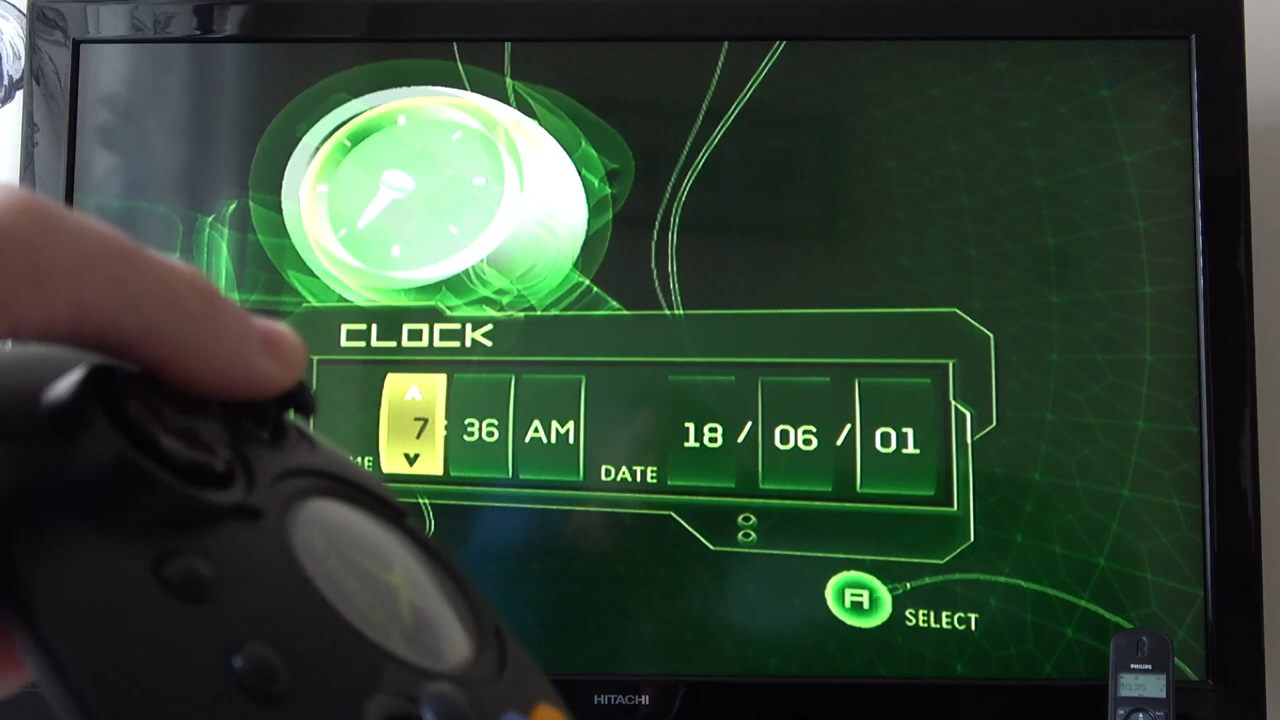 CLOCK
7 : 36 AM
18 / 06 / 01
DATE
A SELECT
PHILIPS
HITACHI